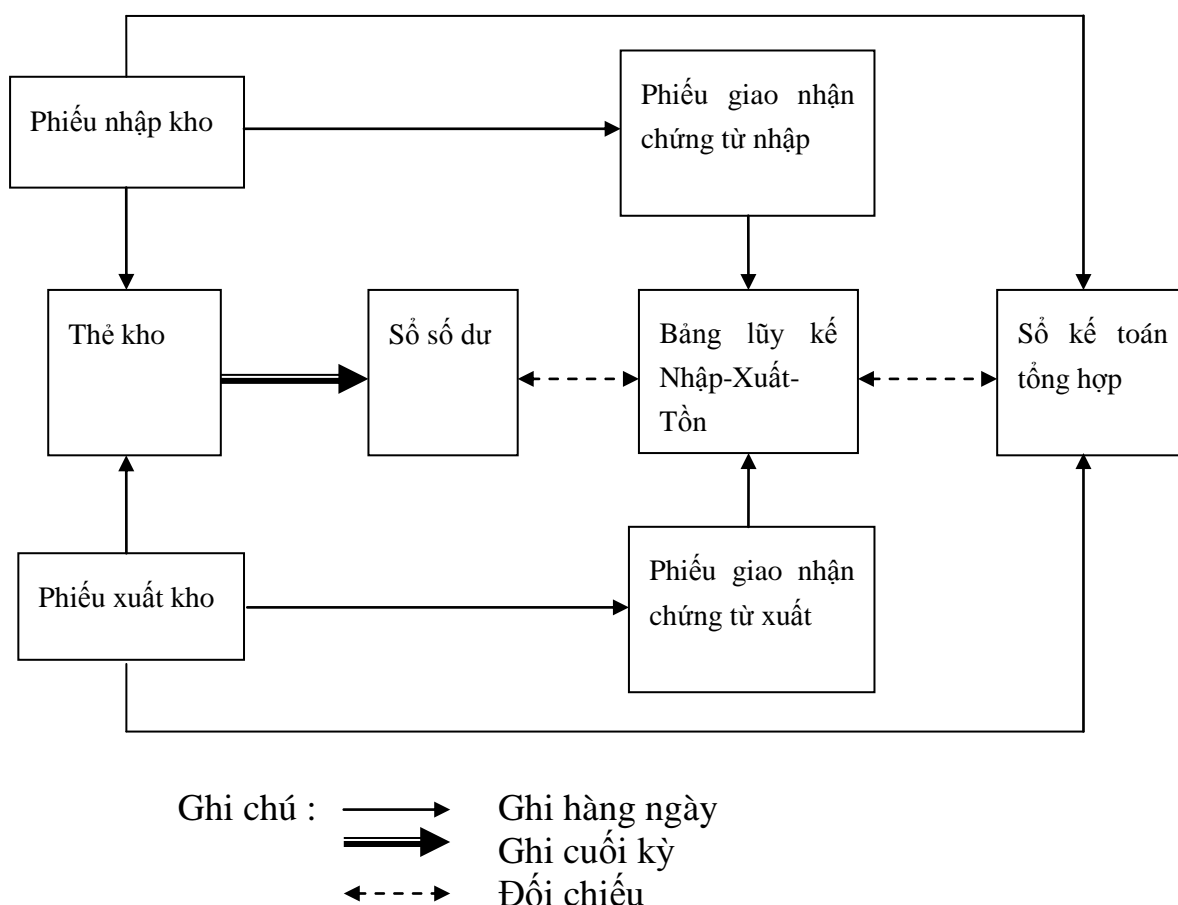 Phiếu nhập kho
Phiếu giao nhận
chứng từ nhập
Thẻ kho
Sổ số dư
Bảng lũy kế
Nhập-Xuất-
Tồn
Sổ kế toán
tổng hợp
Phiếu xuất kho
Phiếu giao nhận
chứng từ xuất
Ghi chú : Ghi hàng ngày
Ghi cuối kỳ
Đối chiếu